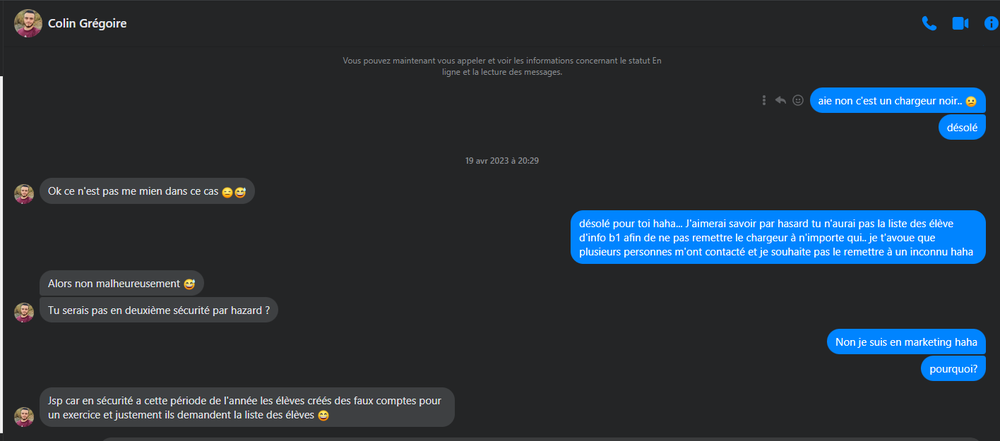 Colin Grégoire
Vous pouvez maintenant vous appeler et voir les informations concernant le statut En
ligne et la lecture des messages.
aie non c'est un chargeur noir.. 😕
désolé
19 avr 2023 à 20:29
Ok ce n'est pas me mien dans ce cas 😑😅
désolé pour toi haha... J'aimerai savoir par hasard tu n'aurai pas la liste des élève
d'info b1 afin de ne pas remettre le chargeur à n'importe qui.. je t'avoue que
plusieurs personnes m'ont contacté et je souhaite pas le remettre à un inconnu haha
Alors non malheureusement 😅
Tu serais pas en deuxième sécurité par hazard ?
Non je suis en marketing haha
pourquoi?
Jsp car en sécurité a cette période de l'année les élèves créés des faux comptes pour
un exercice et justement ils demandent la liste des élèves 😄